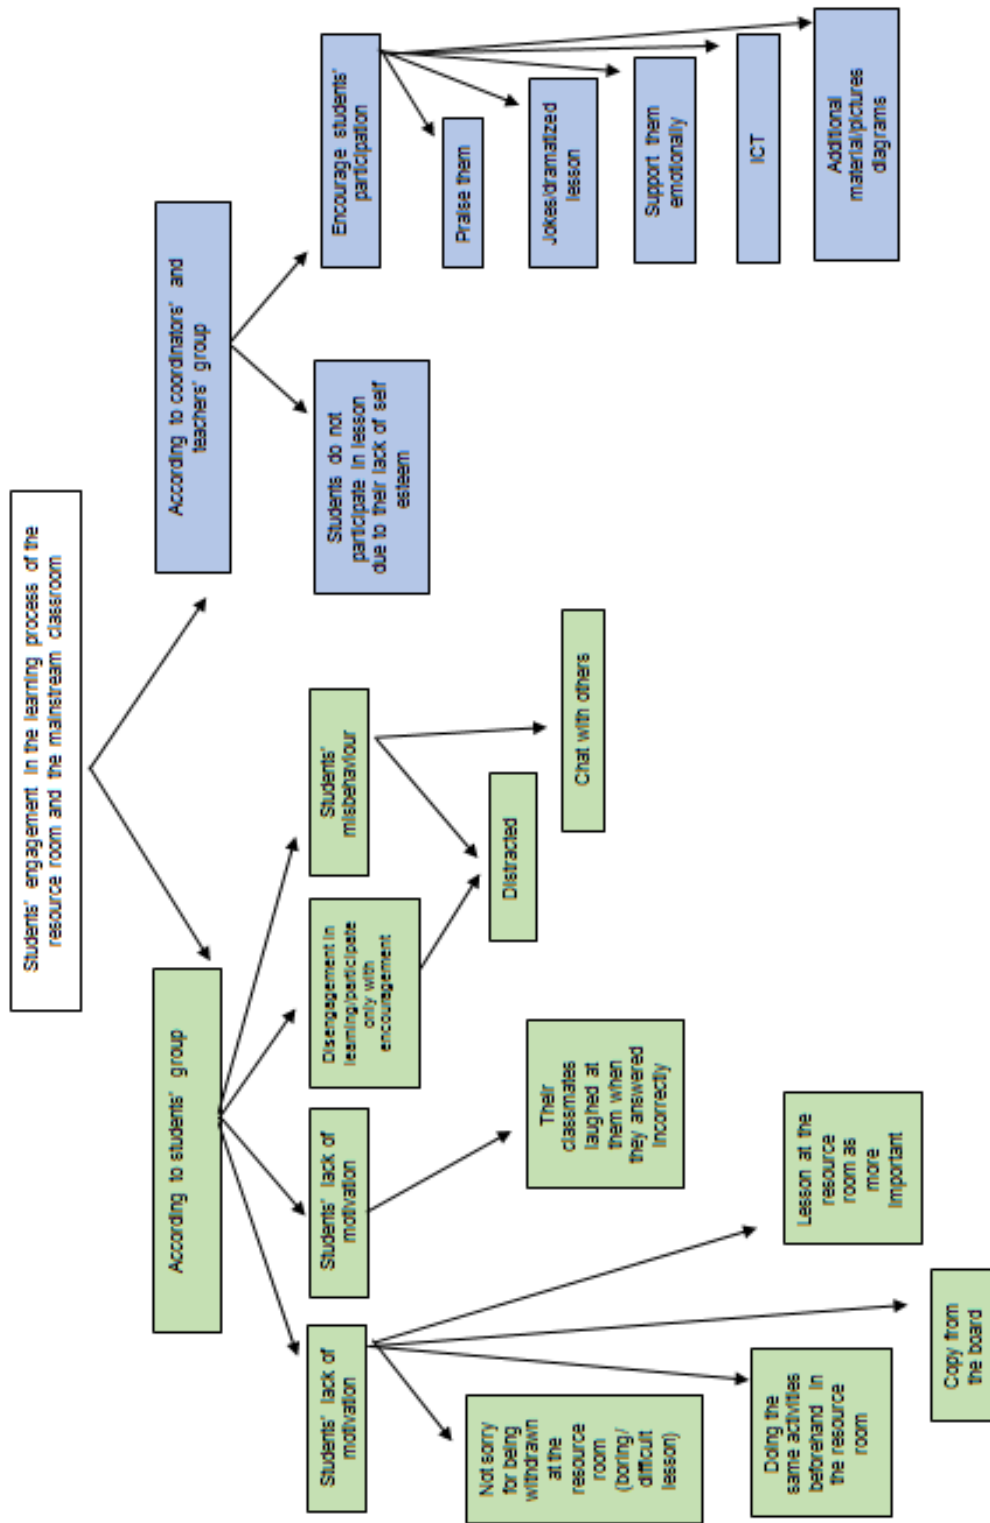 Students’ engagement in the learning process of the
resource room and the mainstream classroom
According to students’ group
According to coordinators’ and
teachers’ group
Students’ lack of
motivation
Students’ lack of
motivation
Disengagement in
learning/participate
only with
encouragement
Students’
misbehaviour
Students do not
participate in lesson
due to their lack of self
esteem
Encourage students’
participation
Not sorry
for being
withdrawn
at the
resource
room
(boring/
difficult
lesson)
Doing the
same activities
beforehand in
the resource
room
Copy from
the board
Lesson at the
resource
room as
more
important
Their
classmates
laughed at
them when
they answered
incorrectly
Distracted
Chat with others
Praise them
Jokes/dramatized
lesson
Support them
emotionally
ICT
Additional
material/pictures
diagrams